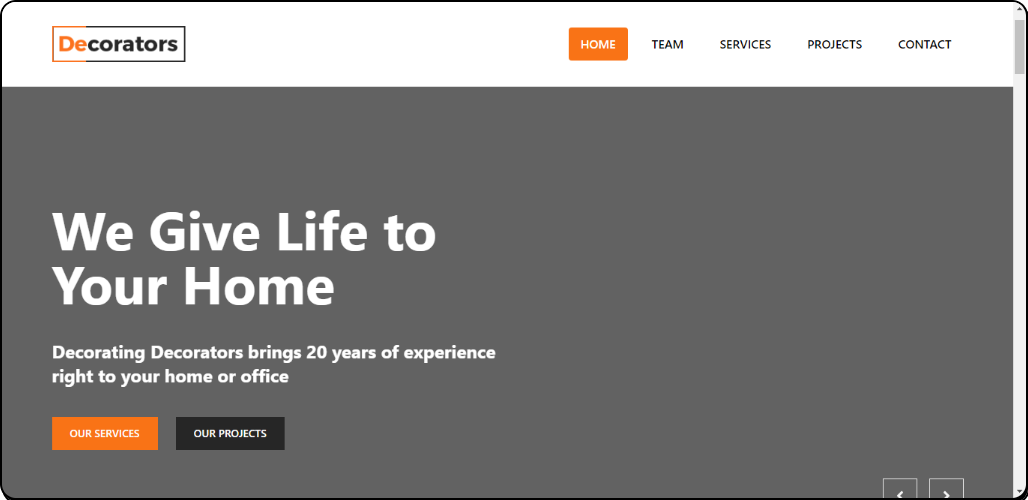 Decorators
HOME TEAM SERVICES PROJECTS CONTACT
We Give Life to
Your Home
Decorating Decorators brings 20 years of experience
right to your home or office
OUR SERVICES OUR PROJECTS